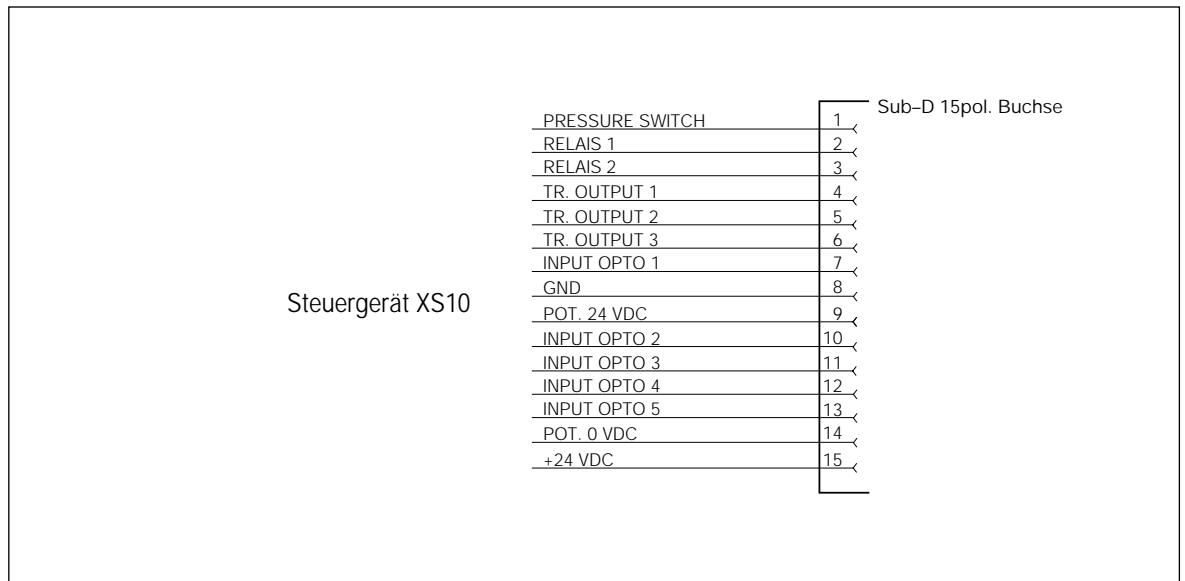 Sub–D 15pol. Buchse
PRESSURE SWITCH 1
RELAIS 1 2
RELAIS 2 3
TR. OUTPUT 1 4
TR. OUTPUT 2 5
TR. OUTPUT 3 6
INPUT OPTO 1 7
GND 8
Steuergerät XS10
POT. 24 VDC 9
INPUT OPTO 2 10
INPUT OPTO 3 11
INPUT OPTO 4 12
INPUT OPTO 5 13
POT. 0 VDC 14
+24 VDC 15